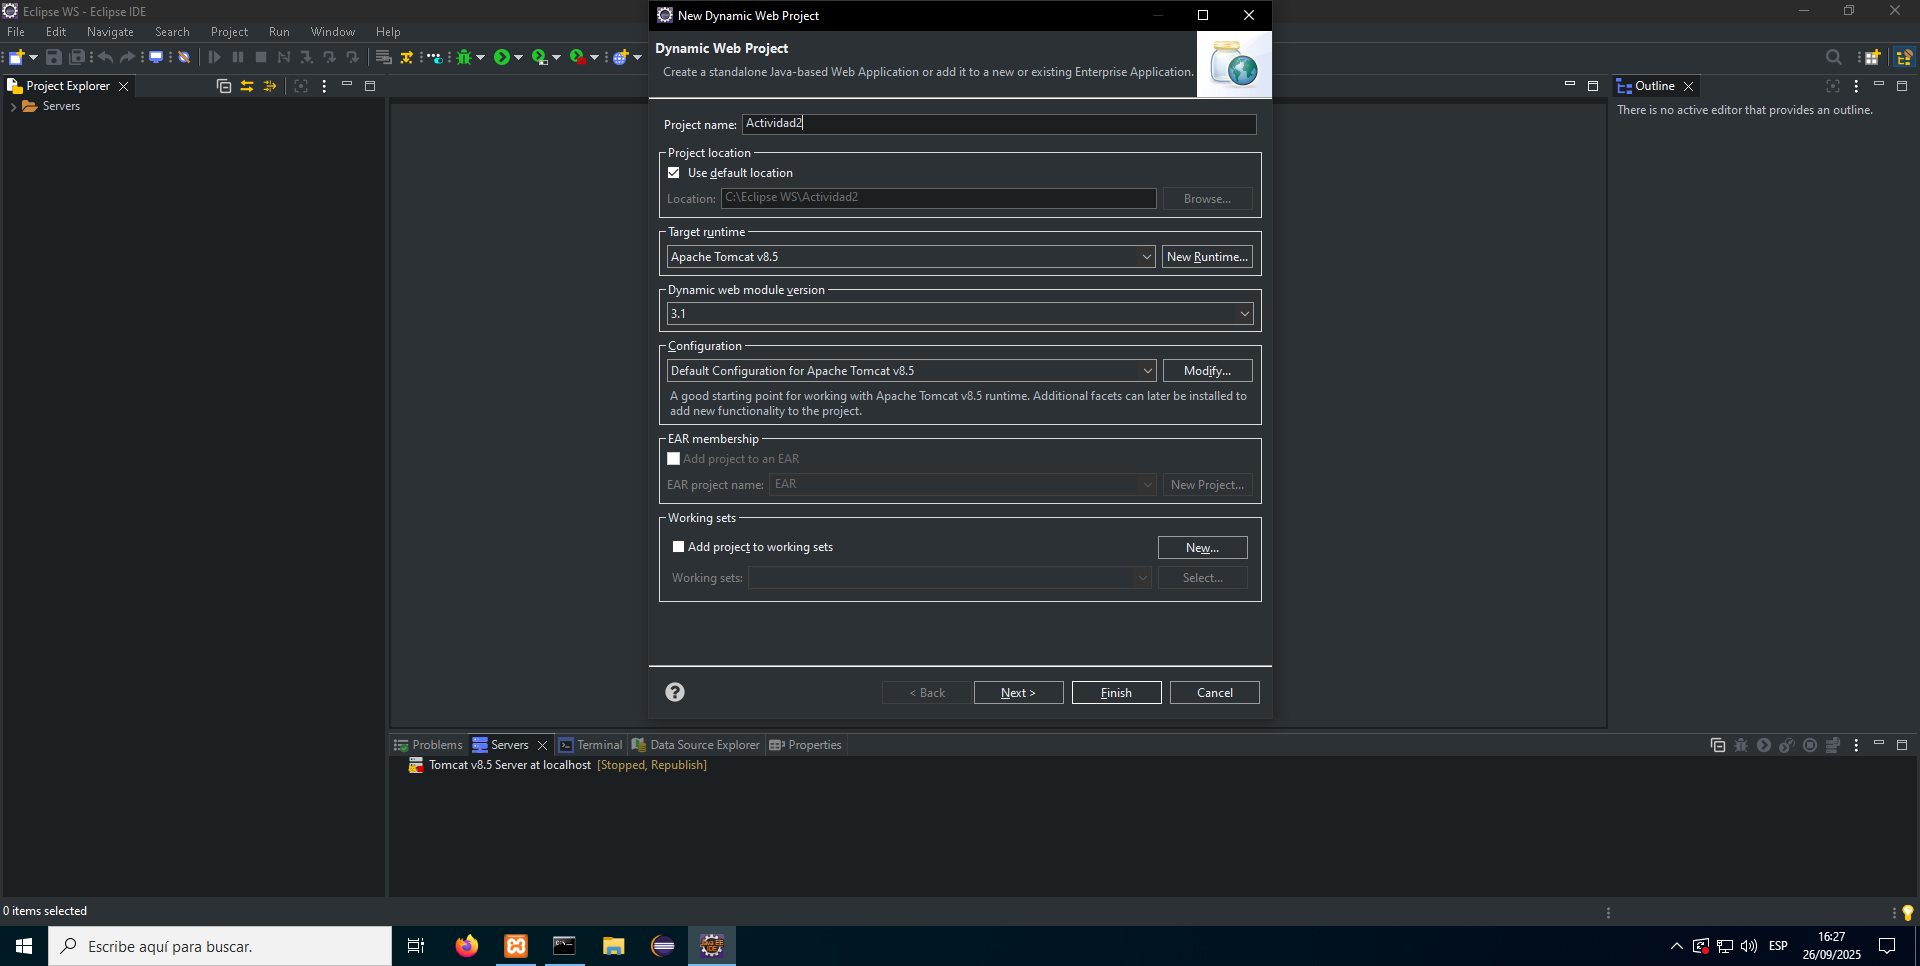 Eclipse WS - Eclipse IDE
File Edit Navigate Search Project Run Window Help
Project Explorer
Servers
New Dynamic Web Project
Dynamic Web Project
Create a standalone Java-based Web Application or add it to a new or existing Enterprise Application.
Project name: Actividad2
Project location
Use default location
Location: C:\Eclipse WS\Actividad2 Browse...
Target runtime
Apache Tomcat v8.5 New Runtime...
Dynamic web module version
3.1
Configuration
Default Configuration for Apache Tomcat v8.5 Modify...
A good starting point for working with Apache Tomcat v8.5 runtime. Additional facets can later be installed to
add new functionality to the project.
EAR membership
Add project to an EAR
EAR project name: EAR New Project...
Working sets
Add project to working sets New...
Working sets: Select...
< Back Next > Finish Cancel
Outline
There is no active editor that provides an outline.
Problems Servers Terminal Data Source Explorer Properties
Tomcat v8.5 Server at localhost [Stopped, Republish]
0 items selected
Escribe aquí para buscar.
Java EE
IDE
ESP
16:27
26/09/2025